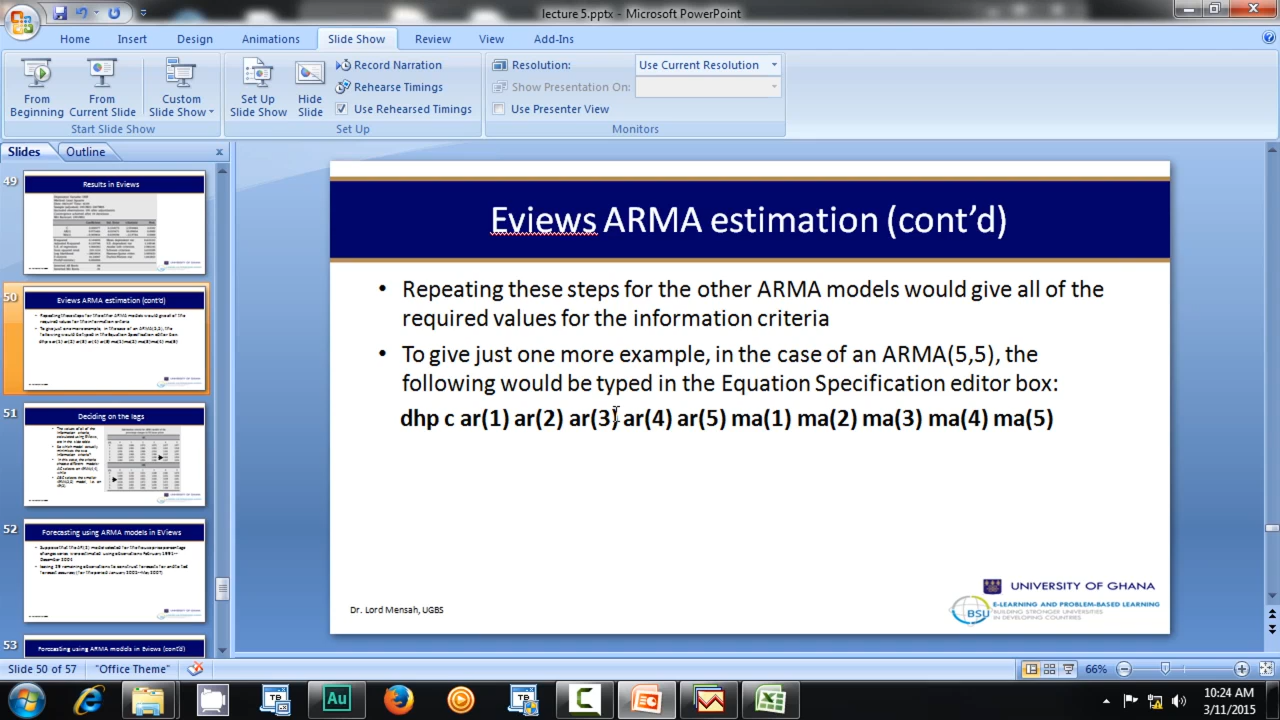 lecture 5.pptx - Microsoft PowerPoint
Home Insert Design Animations Slide Show Review View Add-Ins
From Beginning
From Current Slide
Custom Slide Show
Start Slide Show
Set Up Slide Show
Hide Slide
Record Narration
Rehearse Timings
Use Rehearsed Timings
Set Up
Resolution: Use Current Resolution
Show Presentation On:
Use Presenter View
Monitors
Slides Outline x
49
Results in Eviews
50
Eviews ARMA estimation (cont'd)
51
Deciding on the lags
52
Forecasting using ARMA models in EViews
53
Forecasting using ARMA models in Eviews (cont'd)
Eviews ARMA estimation (cont’d)
• Repeating these steps for the other ARMA models would give all of the
required values for the information criteria
• To give just one more example, in the case of an ARMA(5,5), the
following would be typed in the Equation Specification editor box:
dhp c ar(1) ar(2) ar(3) ar(4) ar(5) ma(1) ma(2) ma(3) ma(4) ma(5)
Dr. Lord Mensah, UGBS
UNIVERSITY OF GHANA
BSU
E-LEARNING AND PROBLEM-BASED LEARNING
BUILDING STRONGER UNIVERSITIES
IN DEVELOPING COUNTRIES
Slide 50 of 57 "Office Theme" 66%
Au
10:24 AM
3/11/2015